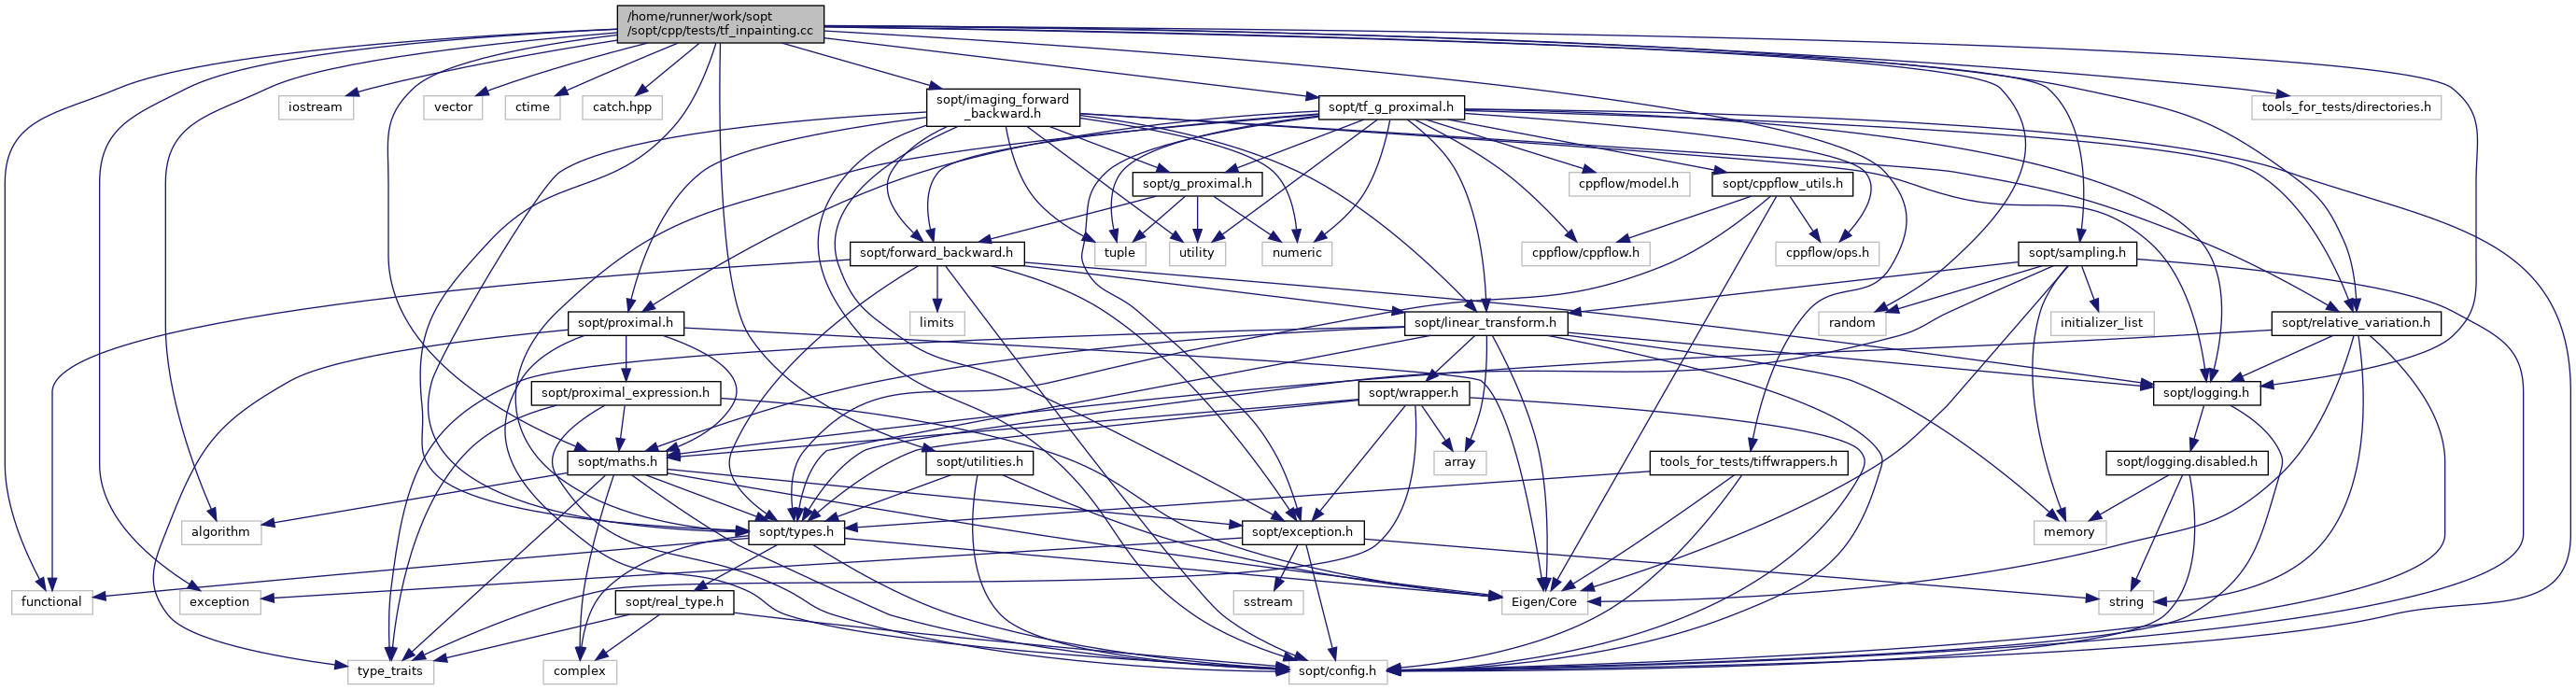 /home/runner/work/sopt
/sopt/cpp/tests/tf_inpainting.cc
iostream
vector
ctime
catch.hpp
sopt/imaging_forward
_backward.h
sopt/tf_g_proximal.h
tools_for_tests/directories.h
sopt/g_proximal.h
cppflow/model.h
sopt/cppflow_utils.h
sopt/forward_backward.h
tuple
utility
numeric
cppflow/cppflow.h
cppflow/ops.h
sopt/sampling.h
sopt/proximal.h
limits
sopt/linear_transform.h
random
initializer_list
sopt/relative_variation.h
sopt/proximal_expression.h
sopt/wrapper.h
sopt/logging.h
sopt/maths.h
sopt/utilities.h
array
tools_for_tests/tiffwrappers.h
sopt/logging.disabled.h
algorithm
sopt/types.h
sopt/exception.h
memory
functional
exception
sopt/real_type.h
sstream
Eigen/Core
string
type_traits
complex
sopt/config.h